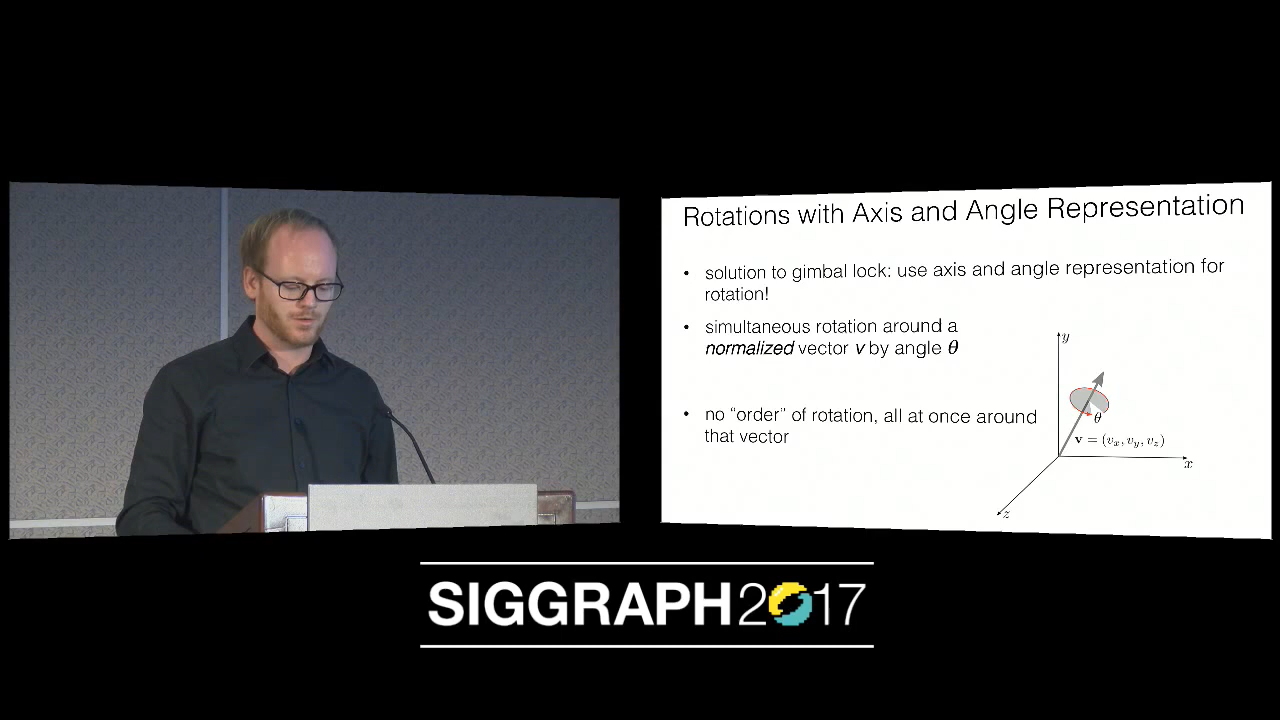 Rotations with Axis and Angle Representation
• solution to gimbal lock: use axis and angle representation for
rotation!
• simultaneous rotation around a
normalized vector v by angle θ
• no “order” of rotation, all at once around
that vector
y
θ
v = (vx, vy, vz)
x
z
SIGGRAPH2017